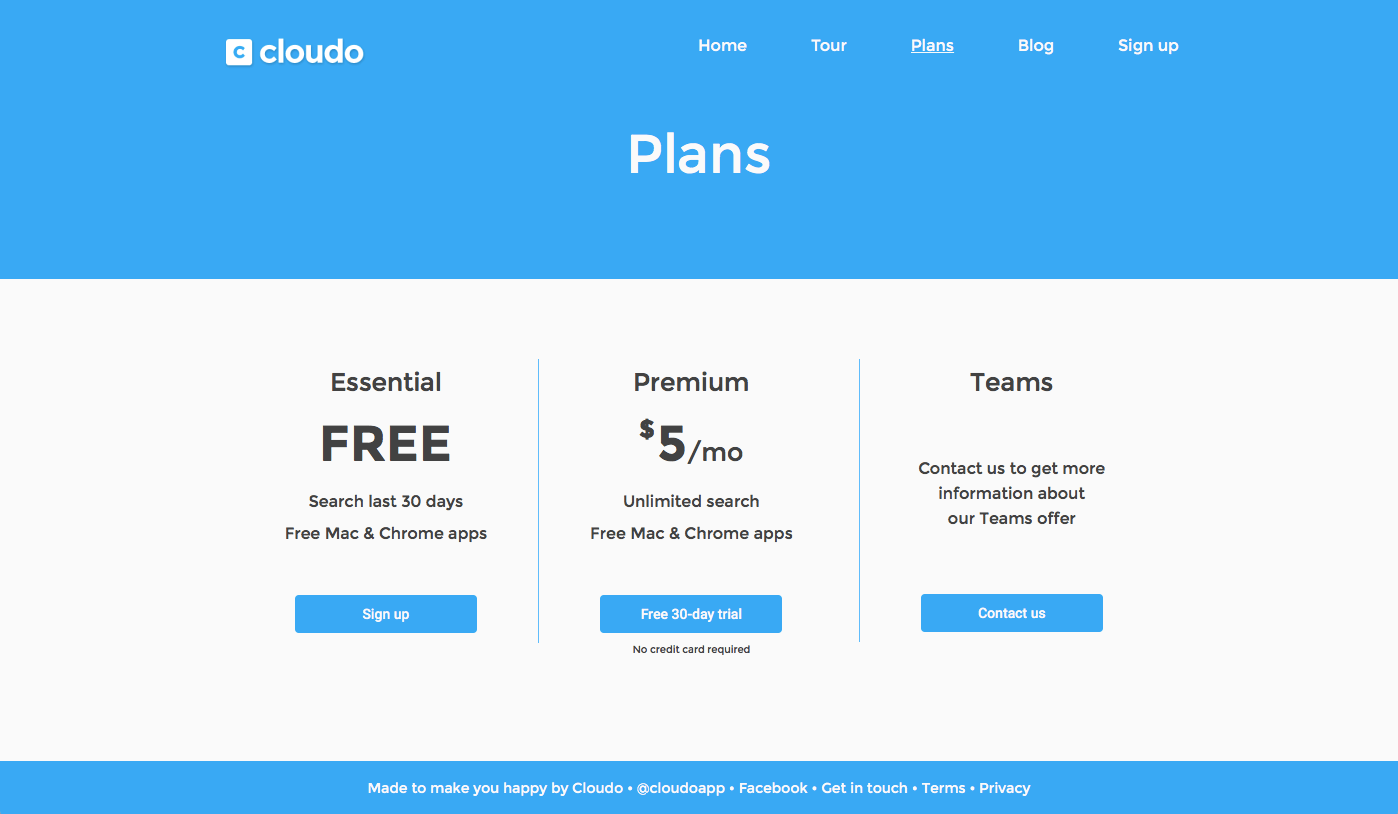 c cloudo
Home Tour Plans Blog Sign up
Plans
Essential
FREE
Search last 30 days
Free Mac & Chrome apps
Sign up
Premium
$5/mo
Unlimited search
Free Mac & Chrome apps
Free 30-day trial
No credit card required
Teams
Contact us to get more
information about
our Teams offer
Contact us
Made to make you happy by Cloudo • @cloudoapp • Facebook • Get in touch • Terms • Privacy